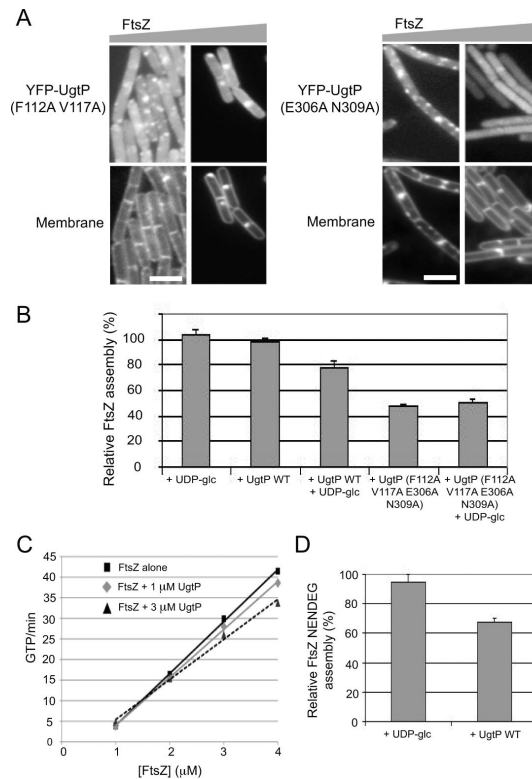 A
FtsZ
FtsZ
YFP-UgtP
(F112A V117A)
YFP-UgtP
(E306A N309A)
Membrane
Membrane
B
Relative FtsZ assembly (%)
100
80
60
40
20
0
+ UDP-glc
+ UgtP WT
+ UgtP WT
+ UDP-glc
+ UgtP (F112A
V117A E306A
N309A)
+ UgtP (F112A
V117A E306A
N309A)
+ UDP-glc
C
GTP/min
45
40
35
30
25
20
15
10
5
0
FtsZ alone
FtsZ + 1 μM UgtP
FtsZ + 3 μM UgtP
0
1
2
3
4
[FtsZ] (μM)
D
Relative FtsZ NENDEG
assembly (%)
100
80
60
40
20
0
+ UDP-glc
+ UgtP WT